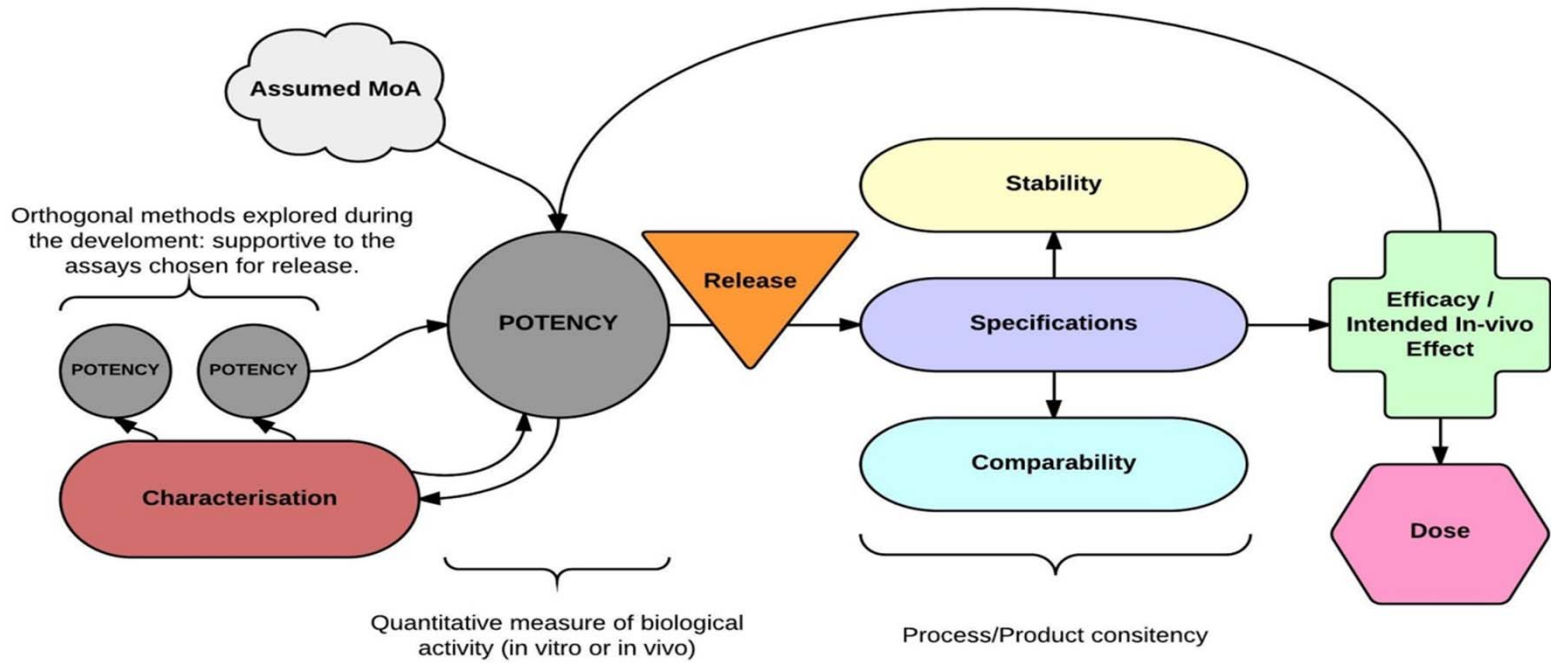 Assumed MoA
Orthogonal methods explored during
the develoment: supportive to the
assays chosen for release.
POTENCY
POTENCY
Characterisation
POTENCY
Quantitative measure of biological
activity (in vitro or in vivo)
Release
Stability
Specifications
Comparability
Process/Product consitency
Efficacy /
Intended In-vivo
Effect
Dose